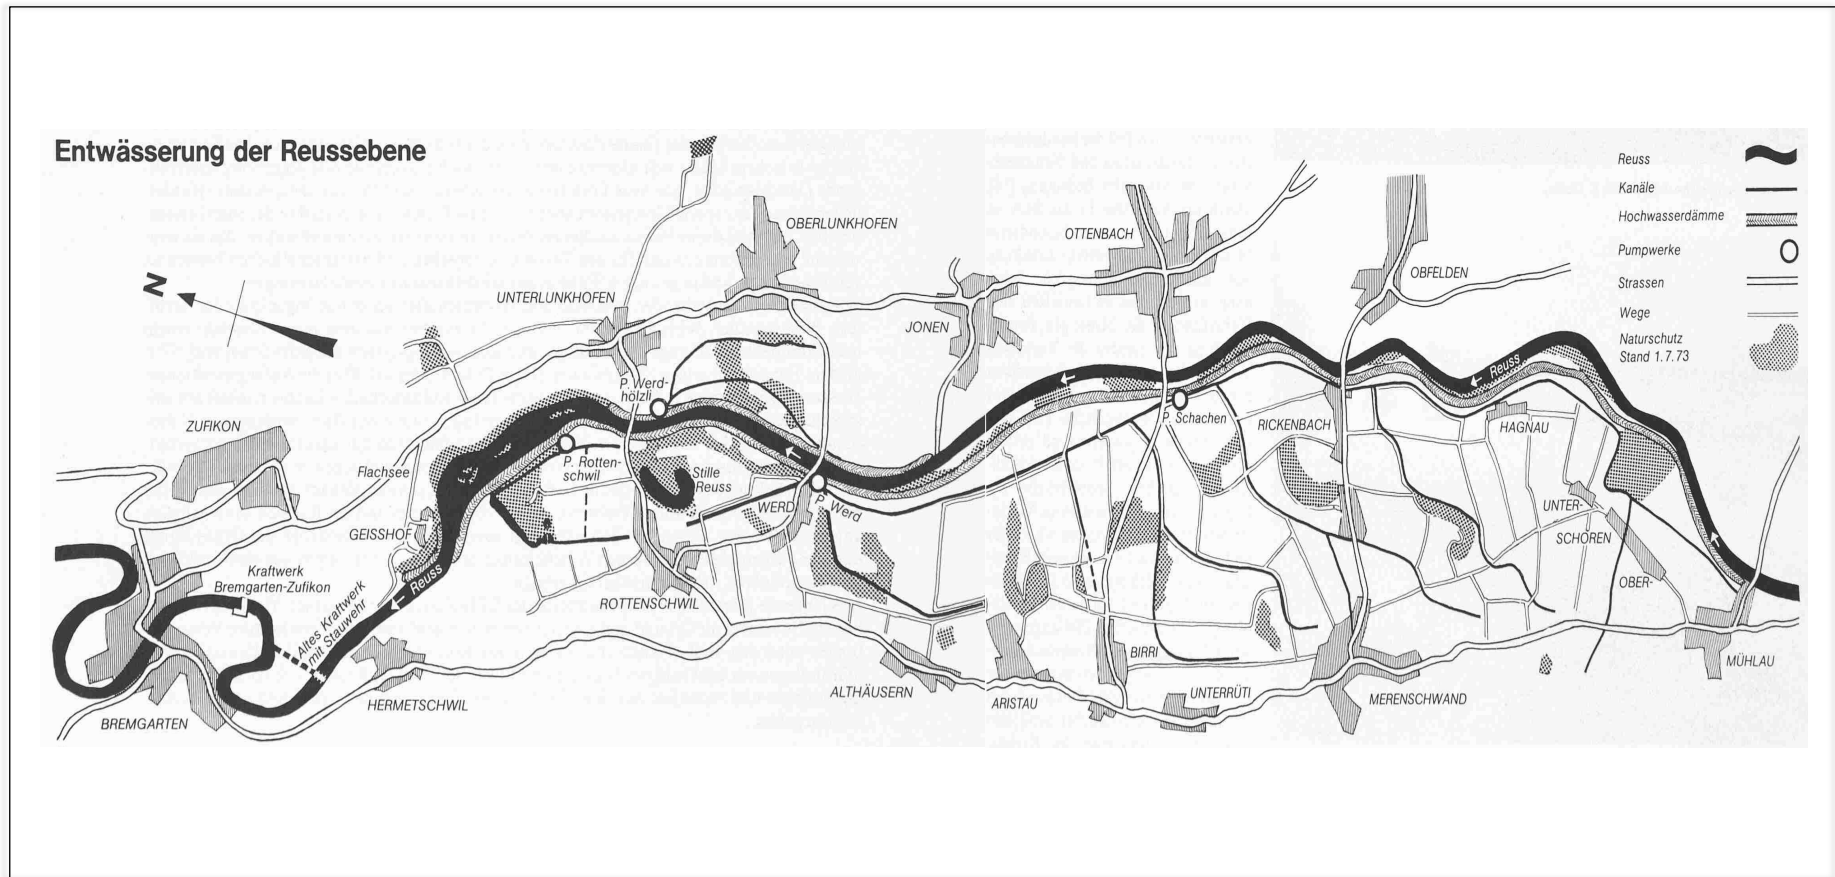 Entwässerung der Reussebene
Reuss
Kanäle
Hochwasserdämme
Pumpwerke
Strassen
Wege
Naturschutz
Stand 1.7.73
N
OBERLUNKHOFEN
UNTERLUNKHOFEN
OTTENBACH
OBFELDEN
JONEN
P. Werd-
hölzli
Reuss
ZUFIKON
Flachsee
P. Rotten-
schwil
Stille
Reuss
P. Schachen
RICKENBACH
HAGNAU
WERD
P. Werd
UNTER-
SCHOREN
OBER-
GEISSHOF
Reuss
Kraftwerk
Bremgarten-Zufikon
Altes Kraftwerk
mit Stauwehr
ROTTENSCHWIL
BIRRI
MÜHLAU
ALTHÄUSERN
ARISTAU
UNTERRÜTI
MERENSCHWAND
HERMETSCHWIL
BREMGARTEN